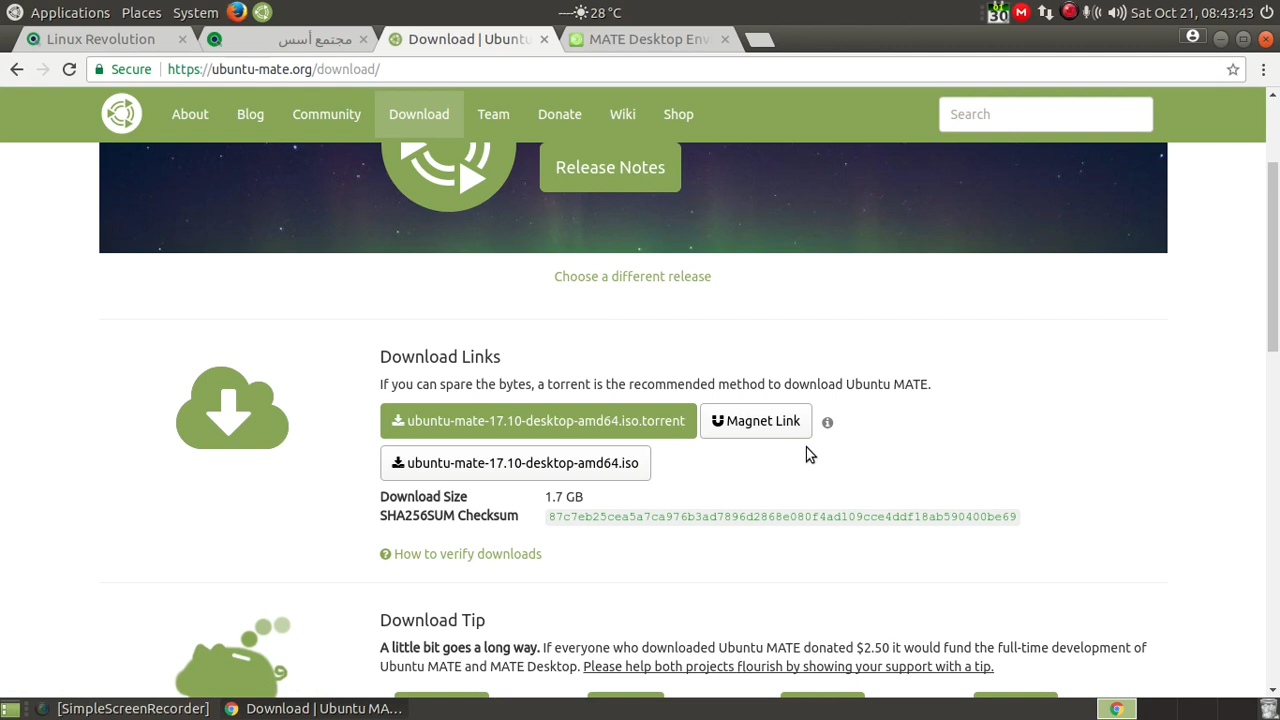 Applications Places System 28 °C 30 M Sat Oct 21, 08:43:43
Linux Revolution × مجتمع أسس × Download | Ubuntu × MATE Desktop Env ×
Secure https://ubuntu-mate.org/download/
About Blog Community Download Team Donate Wiki Shop Search
Release Notes
Choose a different release
Download Links
If you can spare the bytes, a torrent is the recommended method to download Ubuntu MATE.
ubuntu-mate-17.10-desktop-amd64.iso.torrent Magnet Link
ubuntu-mate-17.10-desktop-amd64.iso
Download Size 1.7 GB
SHA256SUM Checksum 87c7eb25cea5a7ca976b3ad7896d2868e080f4ad109cce4ddf18ab590400be69
How to verify downloads
Download Tip
A little bit goes a long way. If everyone who downloaded Ubuntu MATE donated $2.50 it would fund the full-time development of
Ubuntu MATE and MATE Desktop. Please help both projects flourish by showing your support with a tip.
[SimpleScreenRecorder] Download | Ubuntu MA...